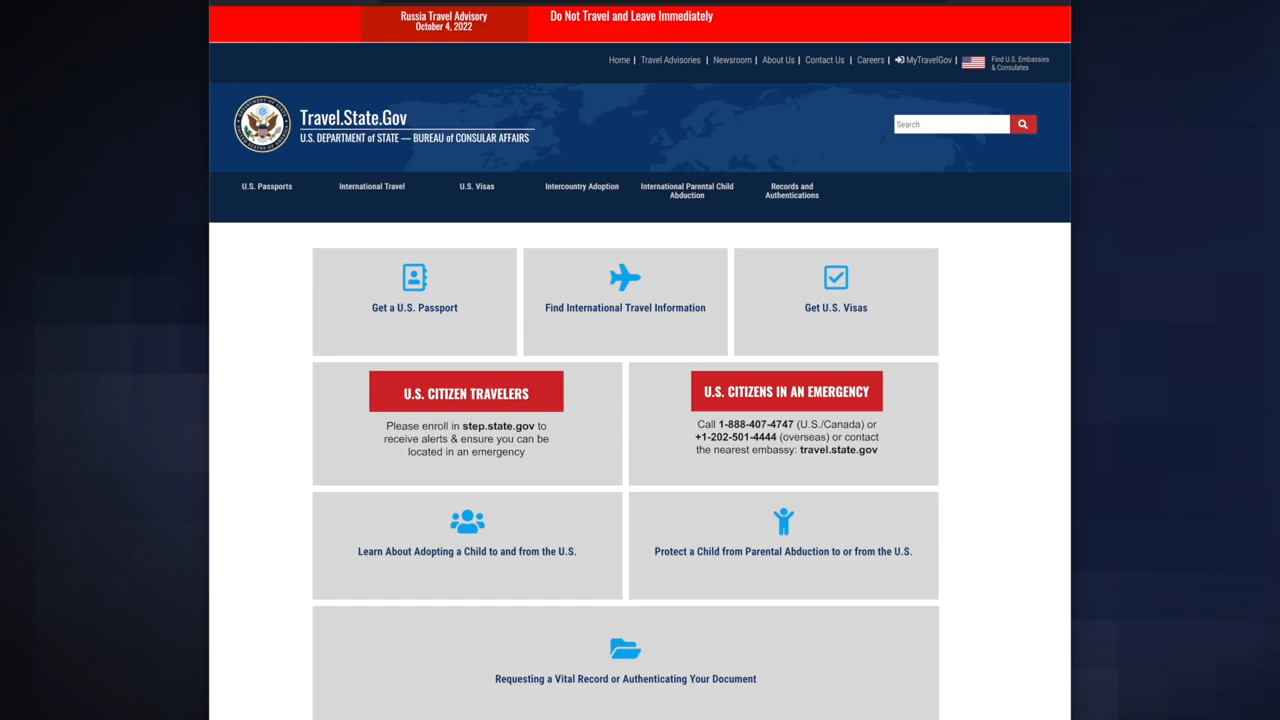 Russia Travel Advisory
October 4, 2022
Do Not Travel and Leave Immediately
Home | Travel Advisories | Newsroom | About Us | Contact Us | Careers | MyTravelGov | Find U.S. Embassies
& Consulates
Travel.State.Gov
U.S. DEPARTMENT of STATE — BUREAU of CONSULAR AFFAIRS
Search
U.S. Passports
International Travel
U.S. Visas
Intercountry Adoption
International Parental Child
Abduction
Records and
Authentications
Get a U.S. Passport
Find International Travel Information
Get U.S. Visas
U.S. CITIZEN TRAVELERS
Please enroll in step.state.gov to
receive alerts & ensure you can be
located in an emergency
U.S. CITIZENS IN AN EMERGENCY
Call 1-888-407-4747 (U.S./Canada) or
+1-202-501-4444 (overseas) or contact
the nearest embassy: travel.state.gov
Learn About Adopting a Child to and from the U.S.
Protect a Child from Parental Abduction to or from the U.S.
Requesting a Vital Record or Authenticating Your Document